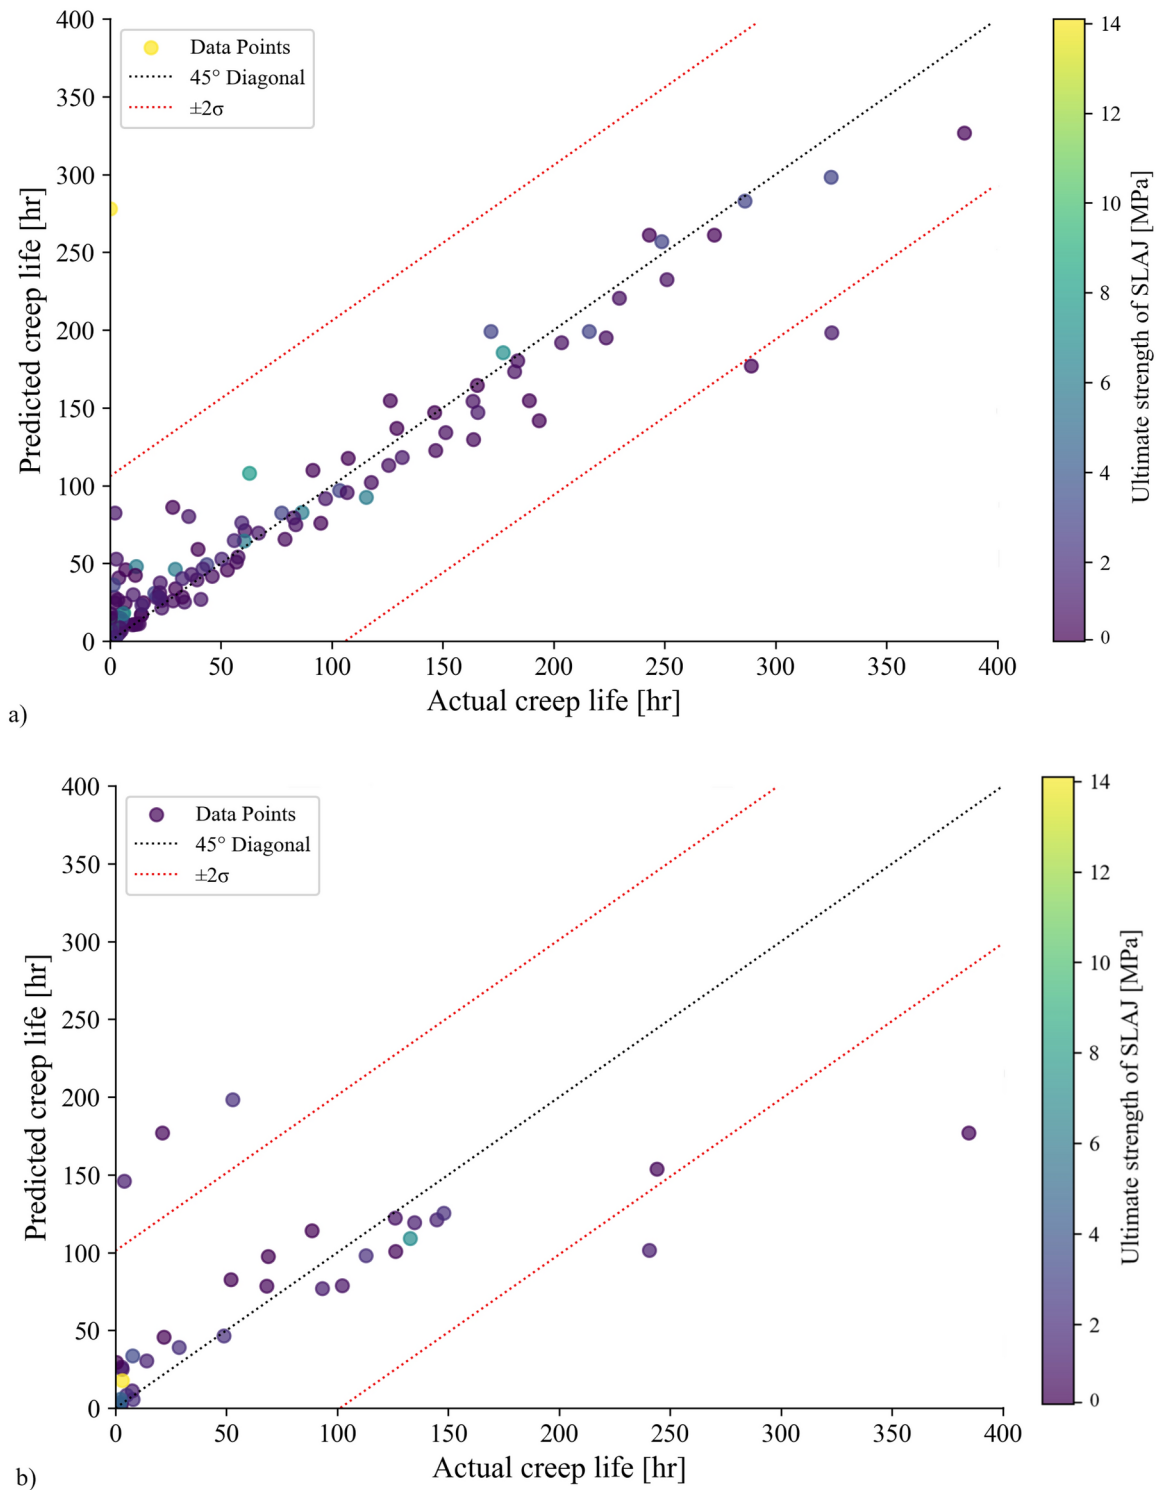 400
350
300
250
200
150
100
50
0
Predicted creep life [hr]
Data Points
45° Diagonal
±2σ
0 50 100 150 200 250 300 350 400
Actual creep life [hr]
14
12
10
8
6
4
2
0
Ultimate strength of SLAJ [MPa]
a)
400
350
300
250
200
150
100
50
0
Predicted creep life [hr]
Data Points
45° Diagonal
±2σ
0 50 100 150 200 250 300 350 400
Actual creep life [hr]
14
12
10
8
6
4
2
0
Ultimate strength of SLAJ [MPa]
b)